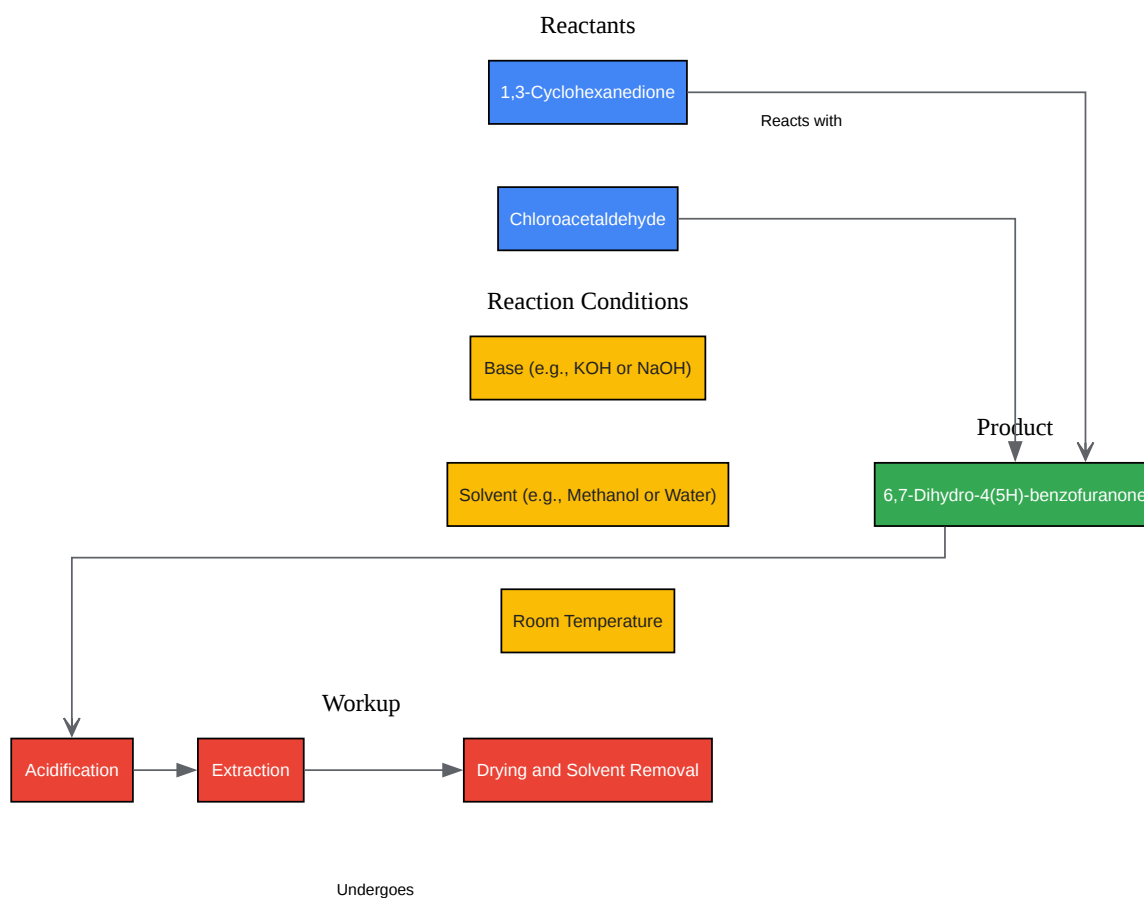 Reactants
1,3-Cyclohexanedione
Reacts with
Chloroacetaldehyde
Reaction Conditions
Base (e.g., KOH or NaOH)
Product
Solvent (e.g., Methanol or Water)
6,7-Dihydro-4(5H)-benzofuranone
Room Temperature
Workup
Acidification
Extraction
Drying and Solvent Removal
Undergoes